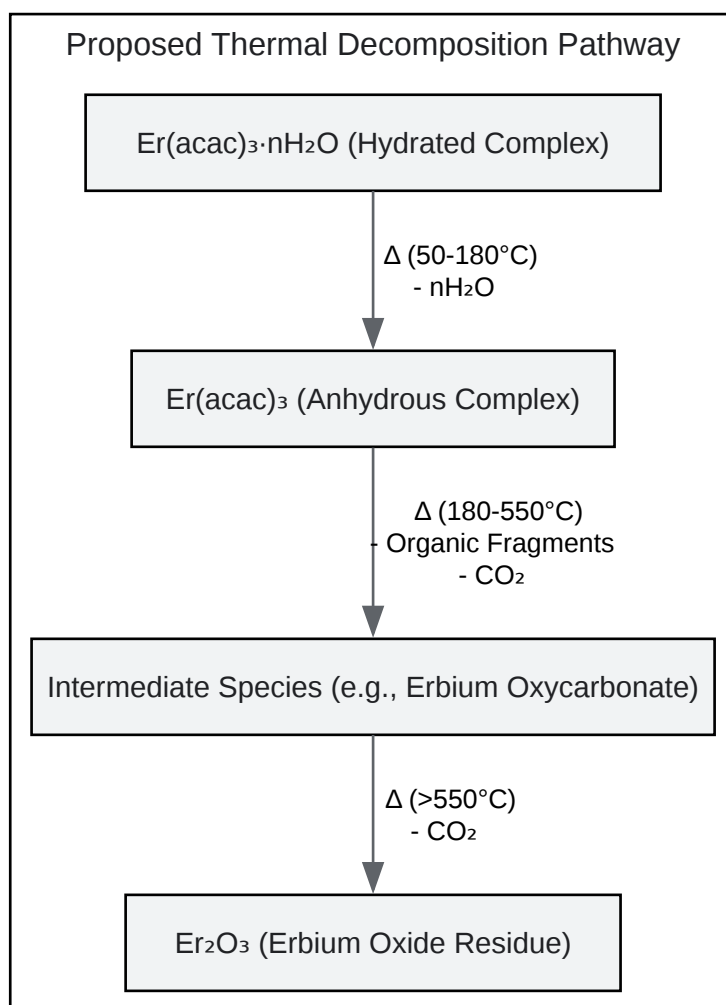 Proposed Thermal Decomposition Pathway
Er(acac)₃·nH₂O (Hydrated Complex)
Δ (50-180°C)
- nH₂O
Er(acac)₃ (Anhydrous Complex)
Δ (180-550°C)
- Organic Fragments
- CO₂
Intermediate Species (e.g., Erbium Oxycarbonate)
Δ (>550°C)
- CO₂
Er₂O₃ (Erbium Oxide Residue)